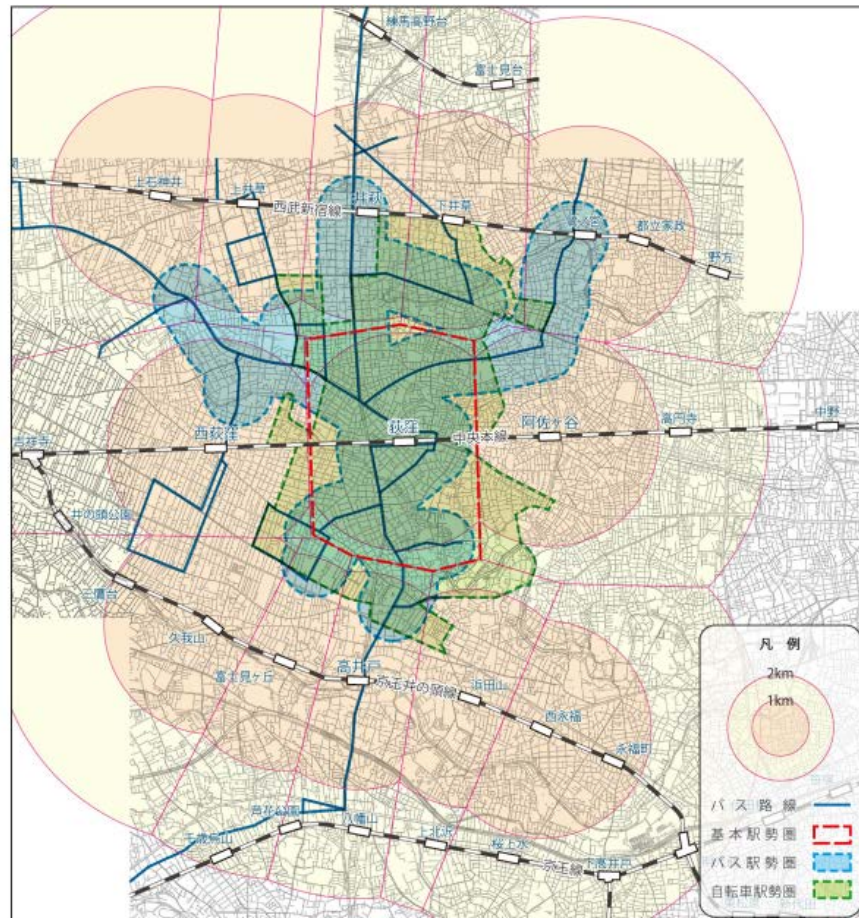 練馬高野台
富士見台
上石神井
上井草
井荻
下井草
西武新宿線
都立家政
野方
吉祥寺
西荻窪
荻窪
中央本線
阿佐ヶ谷
高円寺
中野
井の頭公園
三鷹台
久我山
富士見ヶ丘
高井戸
京王井の頭線
浜田山
西永福
永福町
芦花公園
千歳烏山
八幡山
上北沢
桜上水
京王線
下高井戸
凡 例
2km
1km
バス路線
基本駅勢圏
バス駅勢圏
自転車駅勢圏